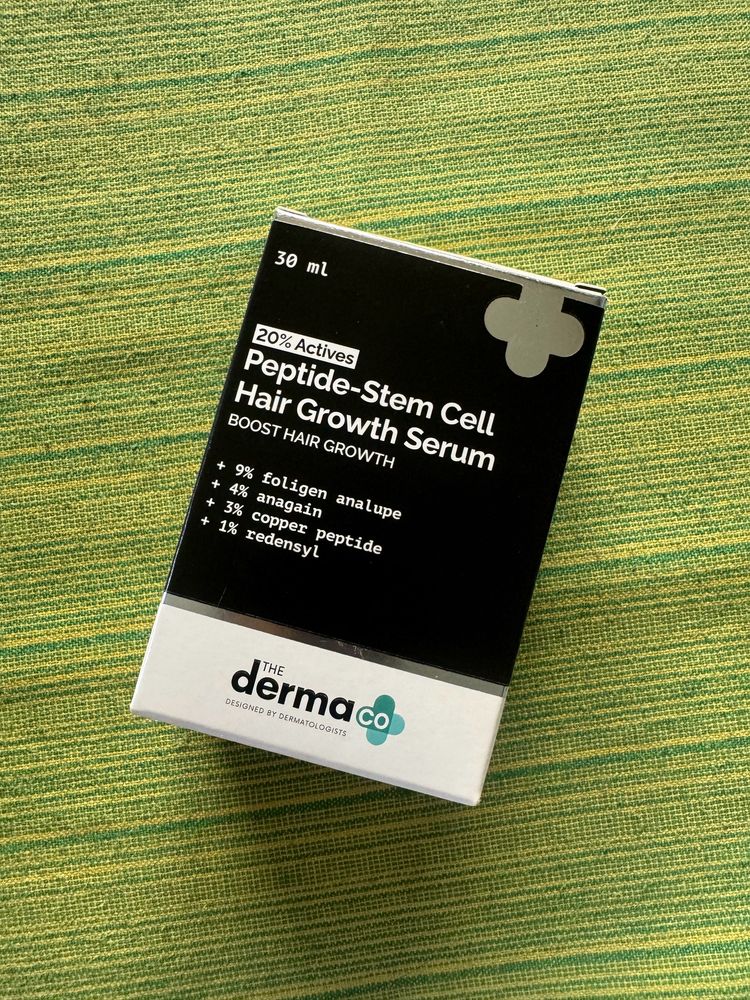 30 ml
20% Actives
Peptide-Stem Cell
Hair Growth Serum
BOOST HAIR GROWTH
+ 9% foligen analupe
+ 4% anagain
+ 3% copper peptide
+ 1% redensyl
THE
derma co
DESIGNED BY DERMATOLOGISTS